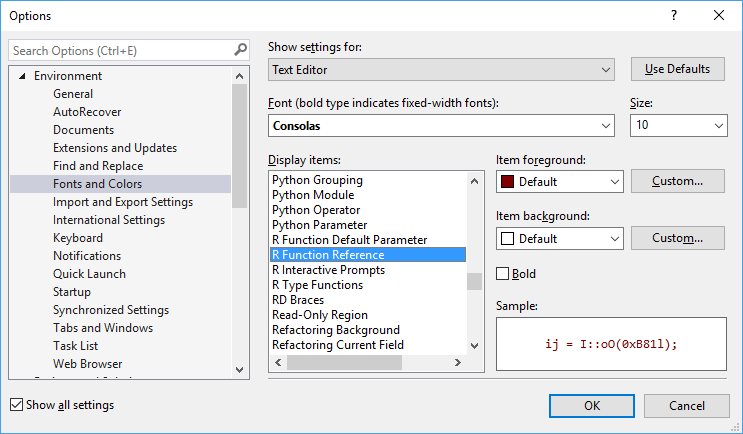 Options
Search Options (Ctrl+E)
Environment
General
AutoRecover
Documents
Extensions and Updates
Find and Replace
Fonts and Colors
Import and Export Settings
International Settings
Keyboard
Notifications
Quick Launch
Startup
Synchronized Settings
Tabs and Windows
Task List
Web Browser
Show all settings
Show settings for:
Text Editor
Use Defaults
Font (bold type indicates fixed-width fonts):
Consolas
Size:
10
Display items:
Python Grouping
Python Module
Python Operator
Python Parameter
R Function Default Parameter
R Function Reference
R Interactive Prompts
R Type Functions
RD Braces
Read-Only Region
Refactoring Background
Refactoring Current Field
Item foreground:
Default
Custom...
Item background:
Default
Custom...
Bold
Sample:
ij = I::oO(0xB81l);
OK
Cancel